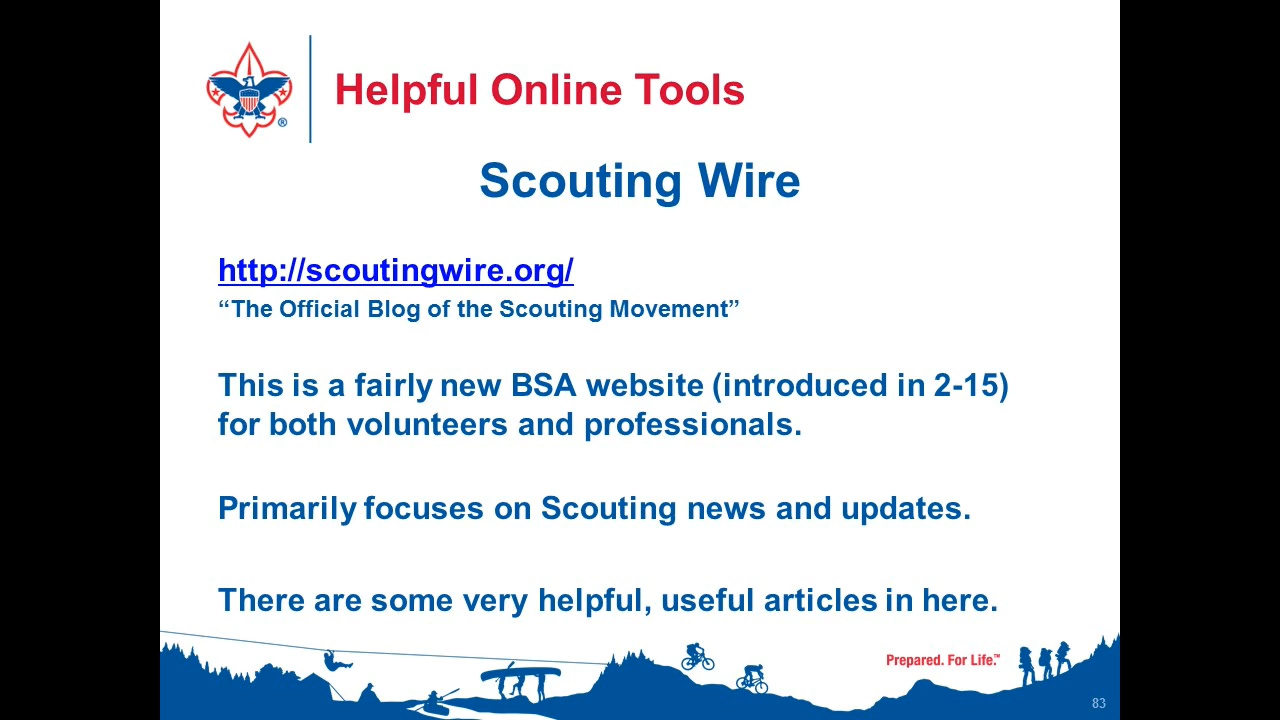 Helpful Online Tools
Scouting Wire
http://scoutingwire.org/
“The Official Blog of the Scouting Movement”
This is a fairly new BSA website (introduced in 2-15)
for both volunteers and professionals.
Primarily focuses on Scouting news and updates.
There are some very helpful, useful articles in here.
Prepared. For Life.™
83